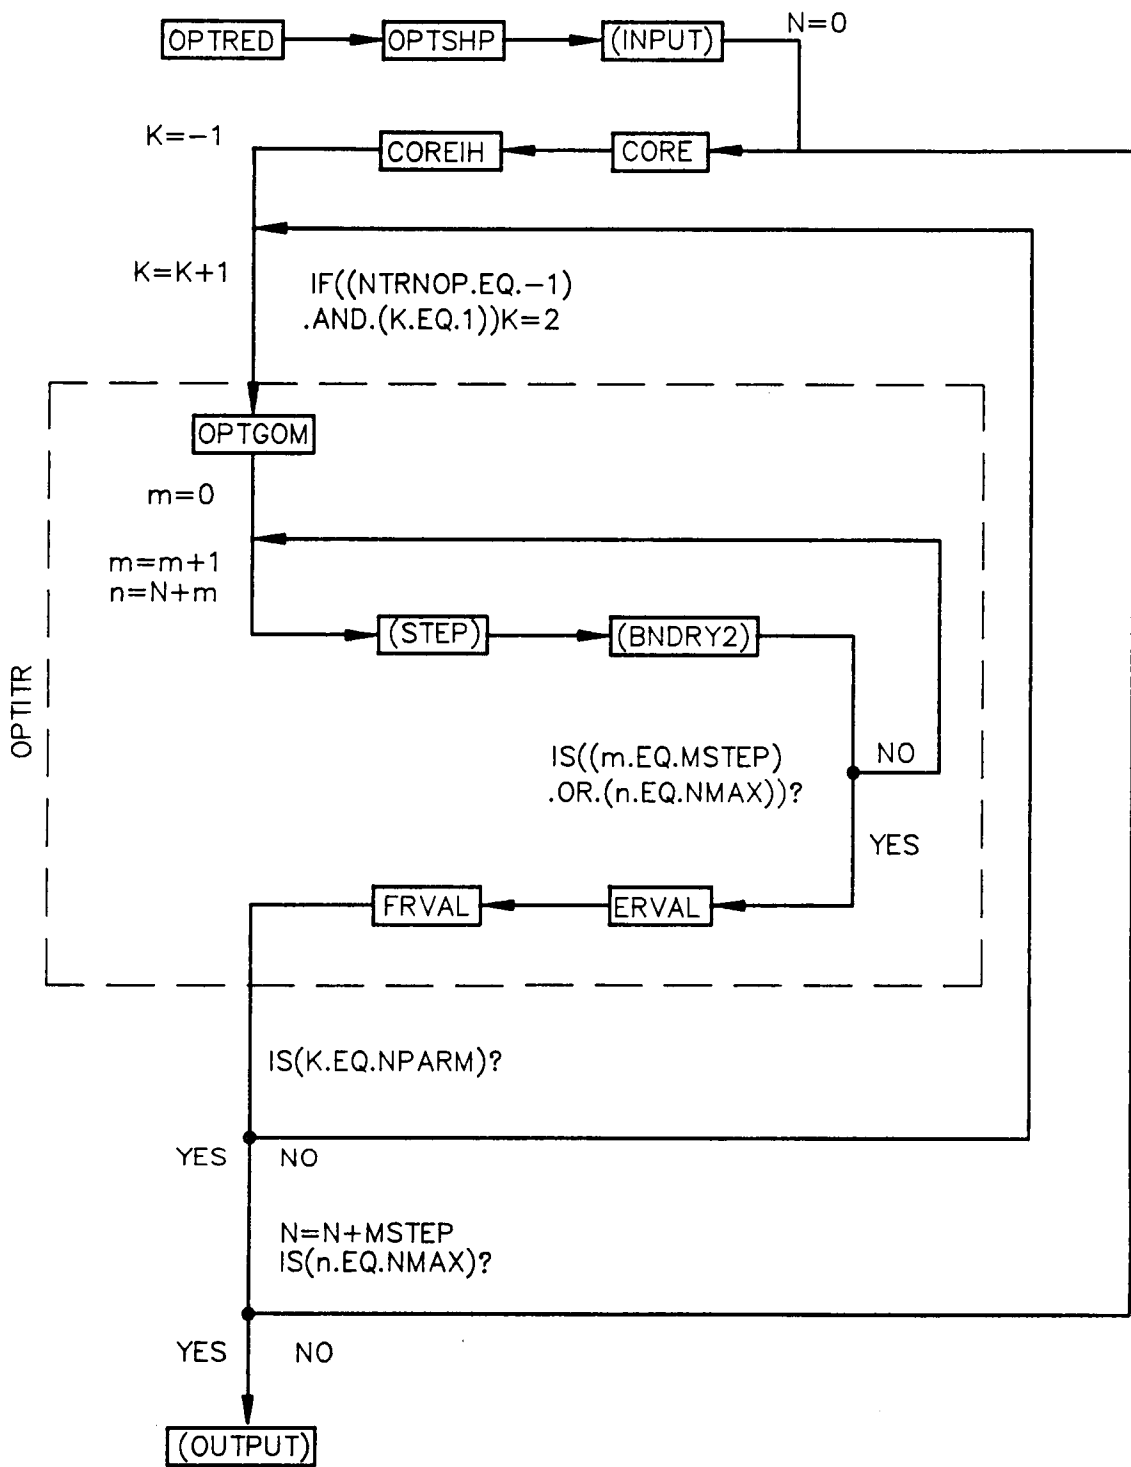 N=0
OPTRED
OPTSHP
(INPUT)
K=-1
COREIH
CORE
K=K+1
IF((NTRNOP.EQ.-1)
.AND.(K.EQ.1))K=2
OPTGOM
m=0
m=m+1
n=N+m
(STEP)
(BNDRY2)
OPTITR
IS((m.EQ.MSTEP)
.OR.(n.EQ.NMAX))?
NO
YES
FRVAL
ERVAL
IS(K.EQ.NPARM)?
YES
NO
N=N+MSTEP
IS(n.EQ.NMAX)?
YES
NO
(OUTPUT)